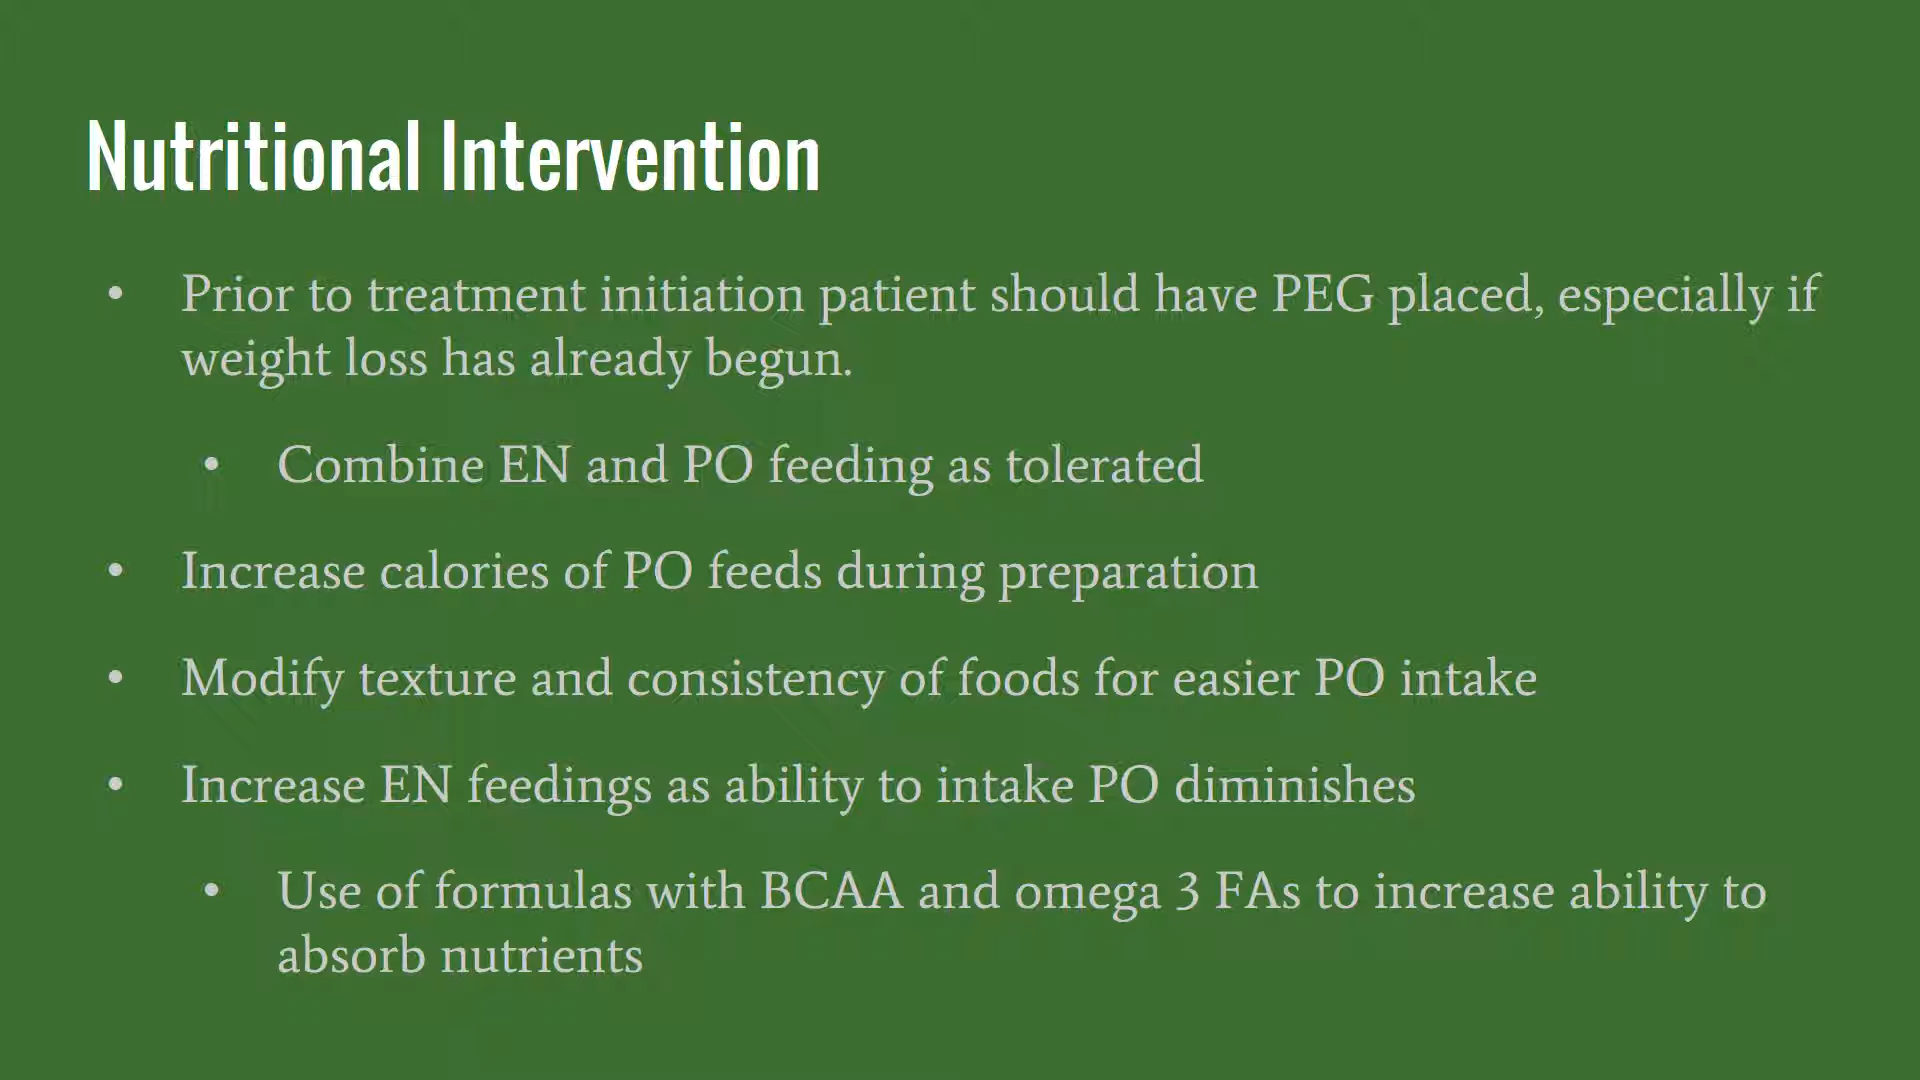 Nutritional Intervention
• Prior to treatment initiation patient should have PEG placed, especially if
weight loss has already begun.
• Combine EN and PO feeding as tolerated
• Increase calories of PO feeds during preparation
• Modify texture and consistency of foods for easier PO intake
• Increase EN feedings as ability to intake PO diminishes
• Use of formulas with BCAA and omega 3 FAs to increase ability to
absorb nutrients